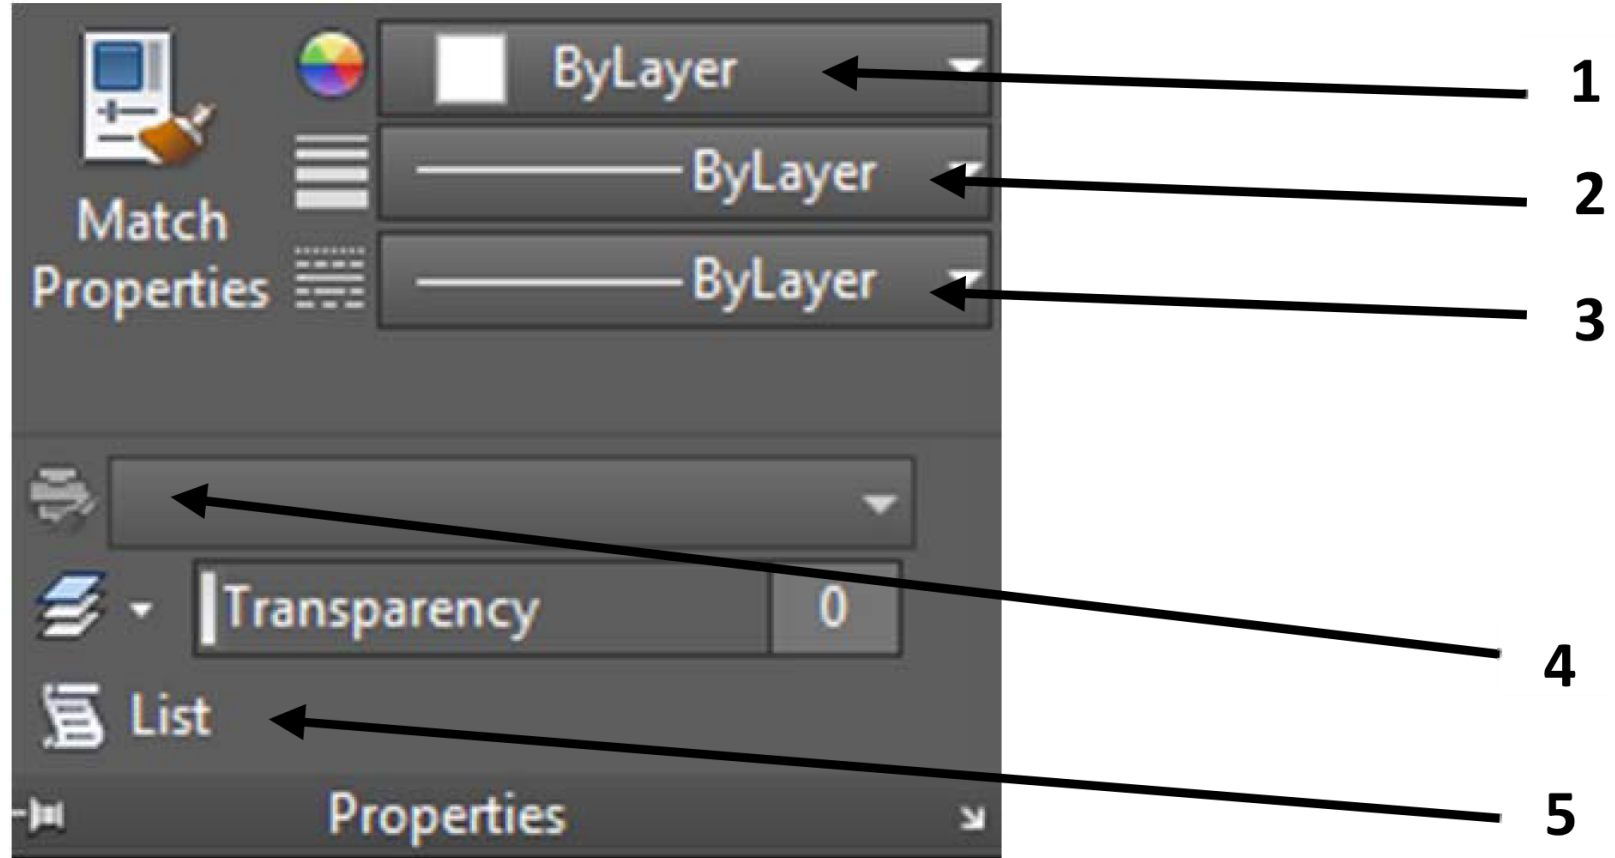 ByLayer
1
ByLayer
2
Match
Properties
ByLayer
3
Transparency 0
4
List
Properties
5